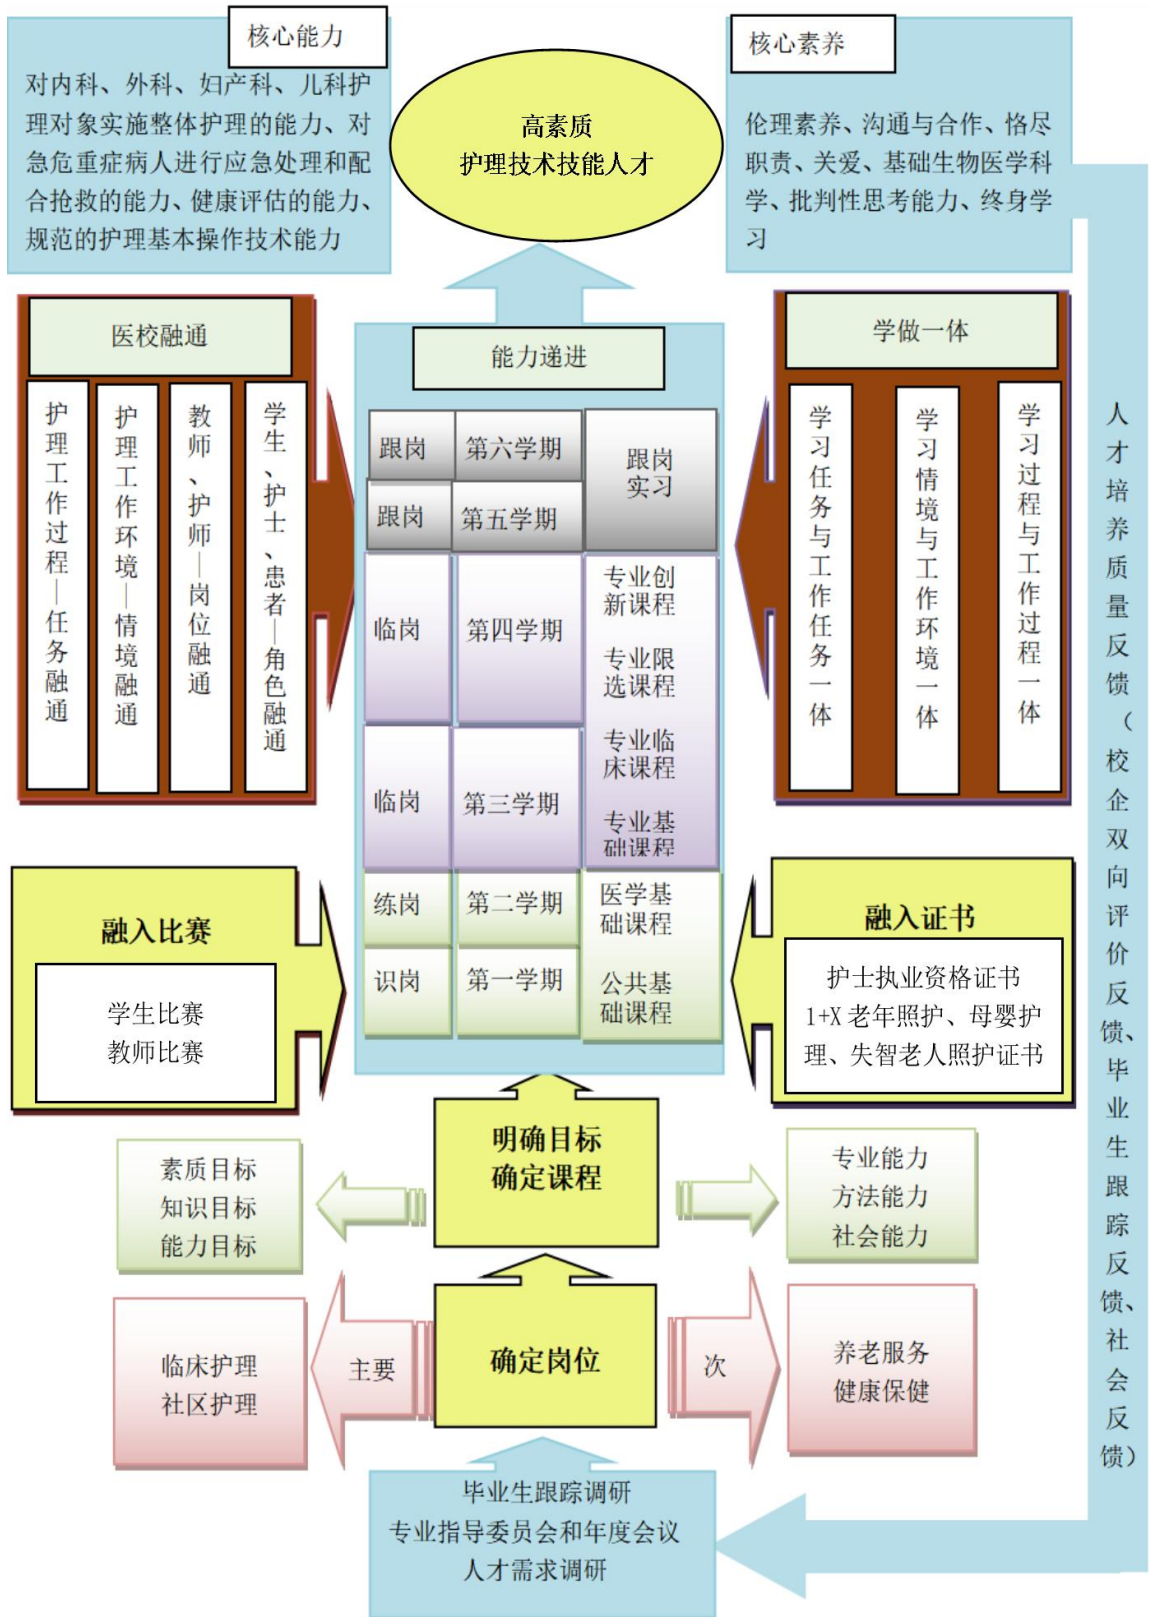 核心能力
对内科、外科、妇产科、儿科护
理对象实施整体护理的能力、对
急危重症病人进行应急处理和配
合抢救的能力、健康评估的能力、
规范的护理基本操作技术能力
高素质
护理技术技能人才
核心素养
伦理素养、沟通与合作、恪尽
职责、关爱、基础生物医学科
学、批判性思考能力、终身学
习
医校融通
护理工作过程—任务融通
护理工作环境—情境融通
教师、护师—岗位融通
学生、护士、患者—角色融通
能力递进
跟岗 第六学期
跟岗 第五学期
跟岗
实习
临岗 第四学期
临岗 第三学期
专业创
新课程
专业限
选课程
专业临
床课程
专业基
础课程
练岗 第二学期
识岗 第一学期
医学基
础课程
公共基
础课程
学做一体
学习任务与工作任务一体
学习情境与工作环境一体
学习过程与工作过程一体
人才培养质量反馈（校企双向评价反馈、毕业生跟踪反馈、社会反馈）
融入比赛
学生比赛
教师比赛
融入证书
护士执业资格证书
1+X 老年照护、母婴护
理、失智老人照护证书
明确目标
确定课程
素质目标
知识目标
能力目标
专业能力
方法能力
社会能力
确定岗位
主要
临床护理
社区护理
次
养老服务
健康保健
毕业生跟踪调研
专业指导委员会和年度会议
人才需求调研